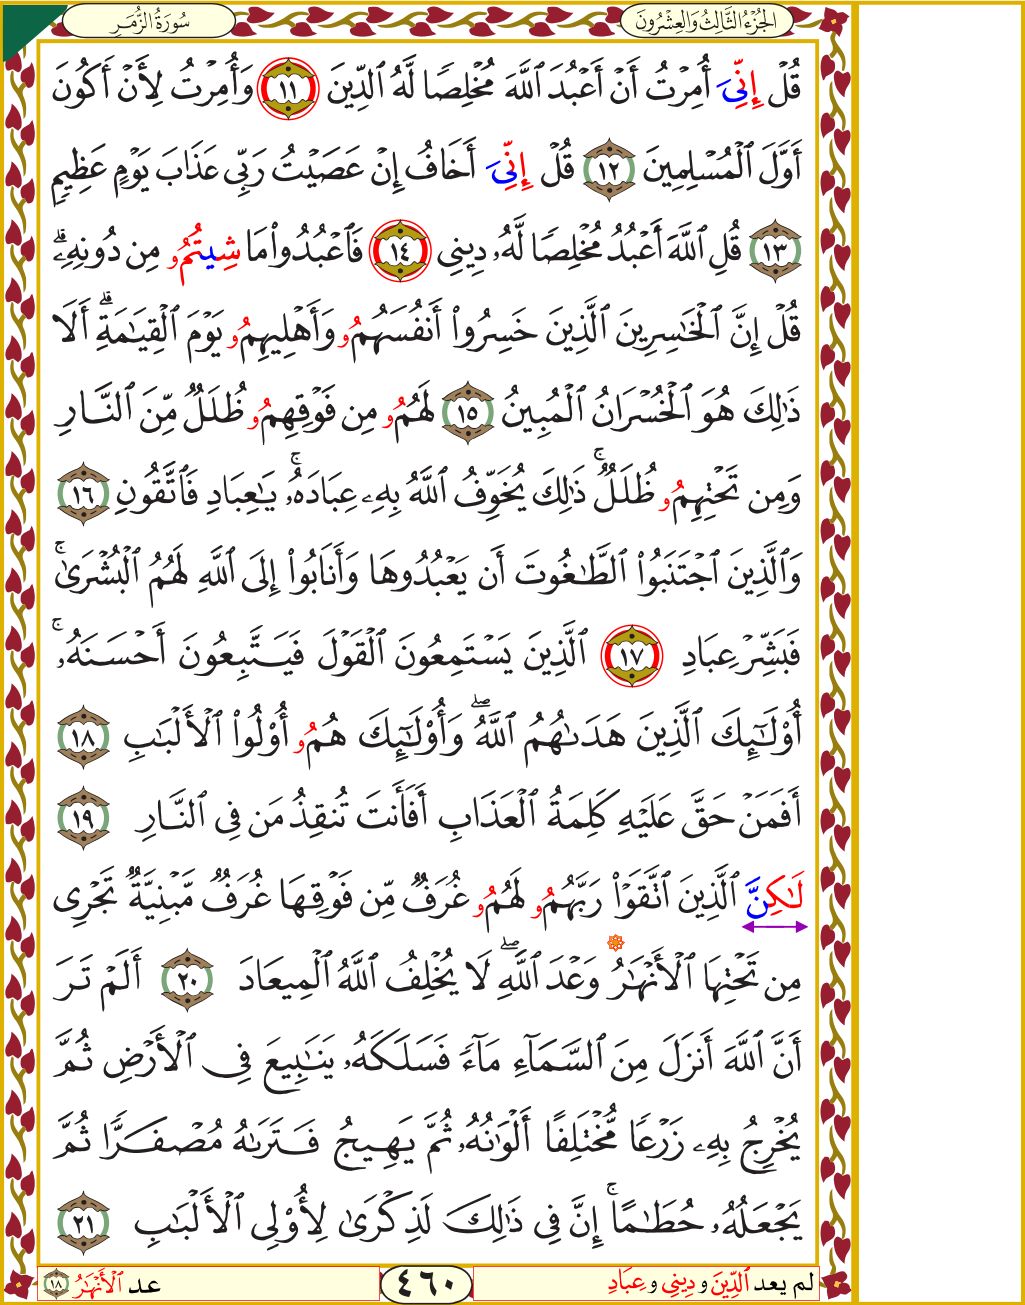 الجُزْءُ الثَّالِثُ وَالعِشْرُونَ
سُورَةُ الزُّمَرِ
قُلْ إِنِّىَ أُمِرْتُ أَنْ أَعْبُدَ ٱللَّهَ مُخْلِصًا لَّهُ ٱلدِّينَ ١١ وَأُمِرْتُ لِأَنْ أَكُونَ
أَوَّلَ ٱلْمُسْلِمِينَ ١٢ قُلْ إِنِّىَ أَخَافُ إِنْ عَصَيْتُ رَبِّى عَذَابَ يَوْمٍ عَظِيمٍ
١٣ قُلِ ٱللَّهَ أَعْبُدُ مُخْلِصًا لَّهُۥ دِينِى ١٤ فَٱعْبُدُوا۟ مَا شِيتُمُۥ مِن دُونِهِۦۗ
قُلْ إِنَّ ٱلْخَٰسِرِينَ ٱلَّذِينَ خَسِرُوا۟ أَنفُسَهُمُۥ وَأَهْلِيهِمُۥ يَوْمَ ٱلْقِيَٰمَةِۗ أَلَا
ذَٰلِكَ هُوَ ٱلْخُسْرَانُ ٱلْمُبِينُ ١٥ لَهُمُۥ مِن فَوْقِهِمُۥ ظُلَلٌ مِّنَ ٱلنَّارِ
وَمِن تَحْتِهِمُۥ ظُلَلٌۚ ذَٰلِكَ يُخَوِّفُ ٱللَّهُ بِهِۦ عِبَادَهُۥۚ يَٰعِبَادِ فَٱتَّقُونِ ١٦
وَٱلَّذِينَ ٱجْتَنَبُوا۟ ٱلطَّٰغُوتَ أَن يَعْبُدُوهَا وَأَنَابُوا۟ إِلَى ٱللَّهِ لَهُمُ ٱلْبُشْرَىٰۚ
فَبَشِّرْ عِبَادِ ١٧ ٱلَّذِينَ يَسْتَمِعُونَ ٱلْقَوْلَ فَيَتَّبِعُونَ أَحْسَنَهُۥۚ
أُو۟لَٰٓئِكَ ٱلَّذِينَ هَدَىٰهُمُ ٱللَّهُۖ وَأُو۟لَٰٓئِكَ هُمُۥ أُو۟لُوا۟ ٱلْأَلْبَٰبِ ١٨
أَفَمَنْ حَقَّ عَلَيْهِ كَلِمَةُ ٱلْعَذَابِ أَفَأَنتَ تُنقِذُ مَن فِى ٱلنَّارِ ١٩
لَٰكِنَّ ٱلَّذِينَ ٱتَّقَوْا۟ رَبَّهُمُۥ لَهُمُۥ غُرَفٌ مِّن فَوْقِهَا غُرَفٌ مَّبْنِيَّةٌ تَجْرِى
مِن تَحْتِهَا ٱلْأَنْهَٰرُ وَعْدَ ٱللَّهِۖ لَا يُخْلِفُ ٱللَّهُ ٱلْمِيعَادَ ٢٠ أَلَمْ تَرَ
أَنَّ ٱللَّهَ أَنزَلَ مِنَ ٱلسَّمَآءِ مَآءً فَسَلَكَهُۥ يَنَٰبِيعَ فِى ٱلْأَرْضِ ثُمَّ
يُخْرِجُ بِهِۦ زَرْعًا مُّخْتَلِفًا أَلْوَٰنُهُۥ ثُمَّ يَهِيجُ فَتَرَىٰهُ مُصْفَرًّا ثُمَّ
يَجْعَلُهُۥ حُطَٰمًاۚ إِنَّ فِى ذَٰلِكَ لَذِكْرَىٰ لِأُو۟لِى ٱلْأَلْبَٰبِ ٢١
لم يعد ٱلدِّينَ و دِينِى و عِبَادِ
٤٦٠
عد ٱلْأَنْهَٰرُ ١٨